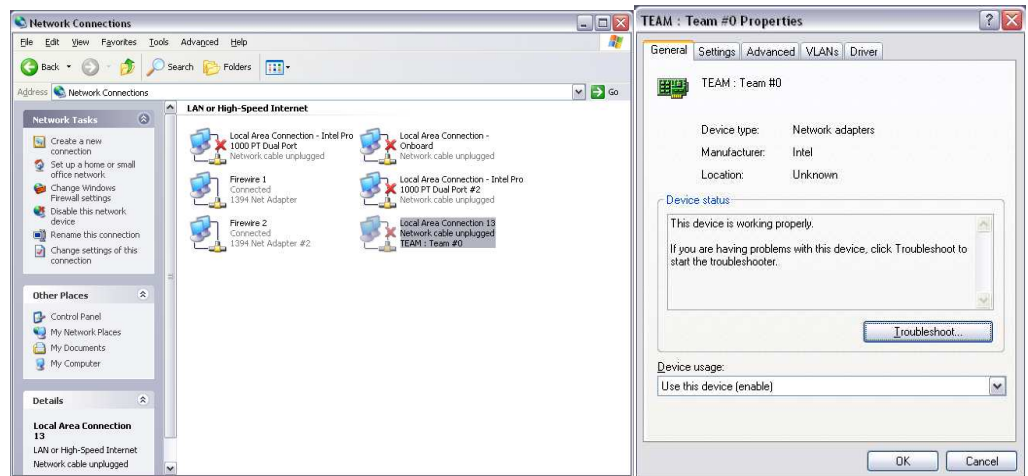 Network Connections
File Edit View Favorites Tools Advanced Help
Back Search Folders
Address Network Connections Go
Network Tasks
Create a new
connection
Set up a home or small
office network
Change Windows
Firewall settings
Disable this network
device
Rename this connection
Change settings of this
connection
Other Places
Control Panel
My Network Places
My Documents
My Computer
Details
Local Area Connection
13
LAN or High-Speed Internet
Network cable unplugged
LAN or High-Speed Internet
Local Area Connection - Intel Pro
1000 PT Dual Port
Network cable unplugged
Local Area Connection -
Onboard
Network cable unplugged
Firewire 1
Connected
1394 Net Adapter
Local Area Connection - Intel Pro
1000 PT Dual Port #2
Network cable unplugged
Firewire 2
Connected
1394 Net Adapter #2
Local Area Connection 13
Network cable unplugged
TEAM : Team #0
TEAM : Team #0 Properties
General Settings Advanced VLANs Driver
TEAM : Team #0
Device type: Network adapters
Manufacturer: Intel
Location: Unknown
Device status
This device is working properly.
If you are having problems with this device, click Troubleshoot to
start the troubleshooter.
Troubleshoot...
Device usage:
Use this device (enable)
OK Cancel